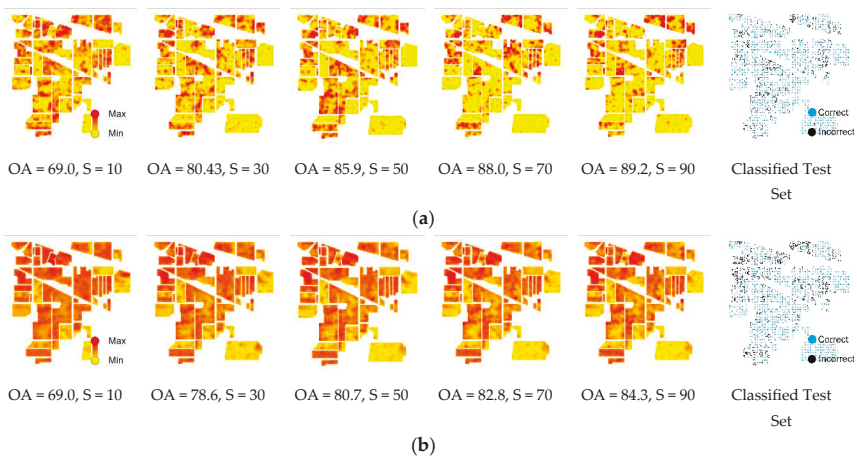 Max
Min
Correct
Incorrect
OA = 69.0, S = 10 OA = 80.43, S = 30 OA = 85.9, S = 50 OA = 88.0, S = 70 OA = 89.2, S = 90 Classified Test
Set
(a)
Max
Min
Correct
Incorrect
OA = 69.0, S = 10 OA = 78.6, S = 30 OA = 80.7, S = 50 OA = 82.8, S = 70 OA = 84.3, S = 90 Classified Test
Set
(b)